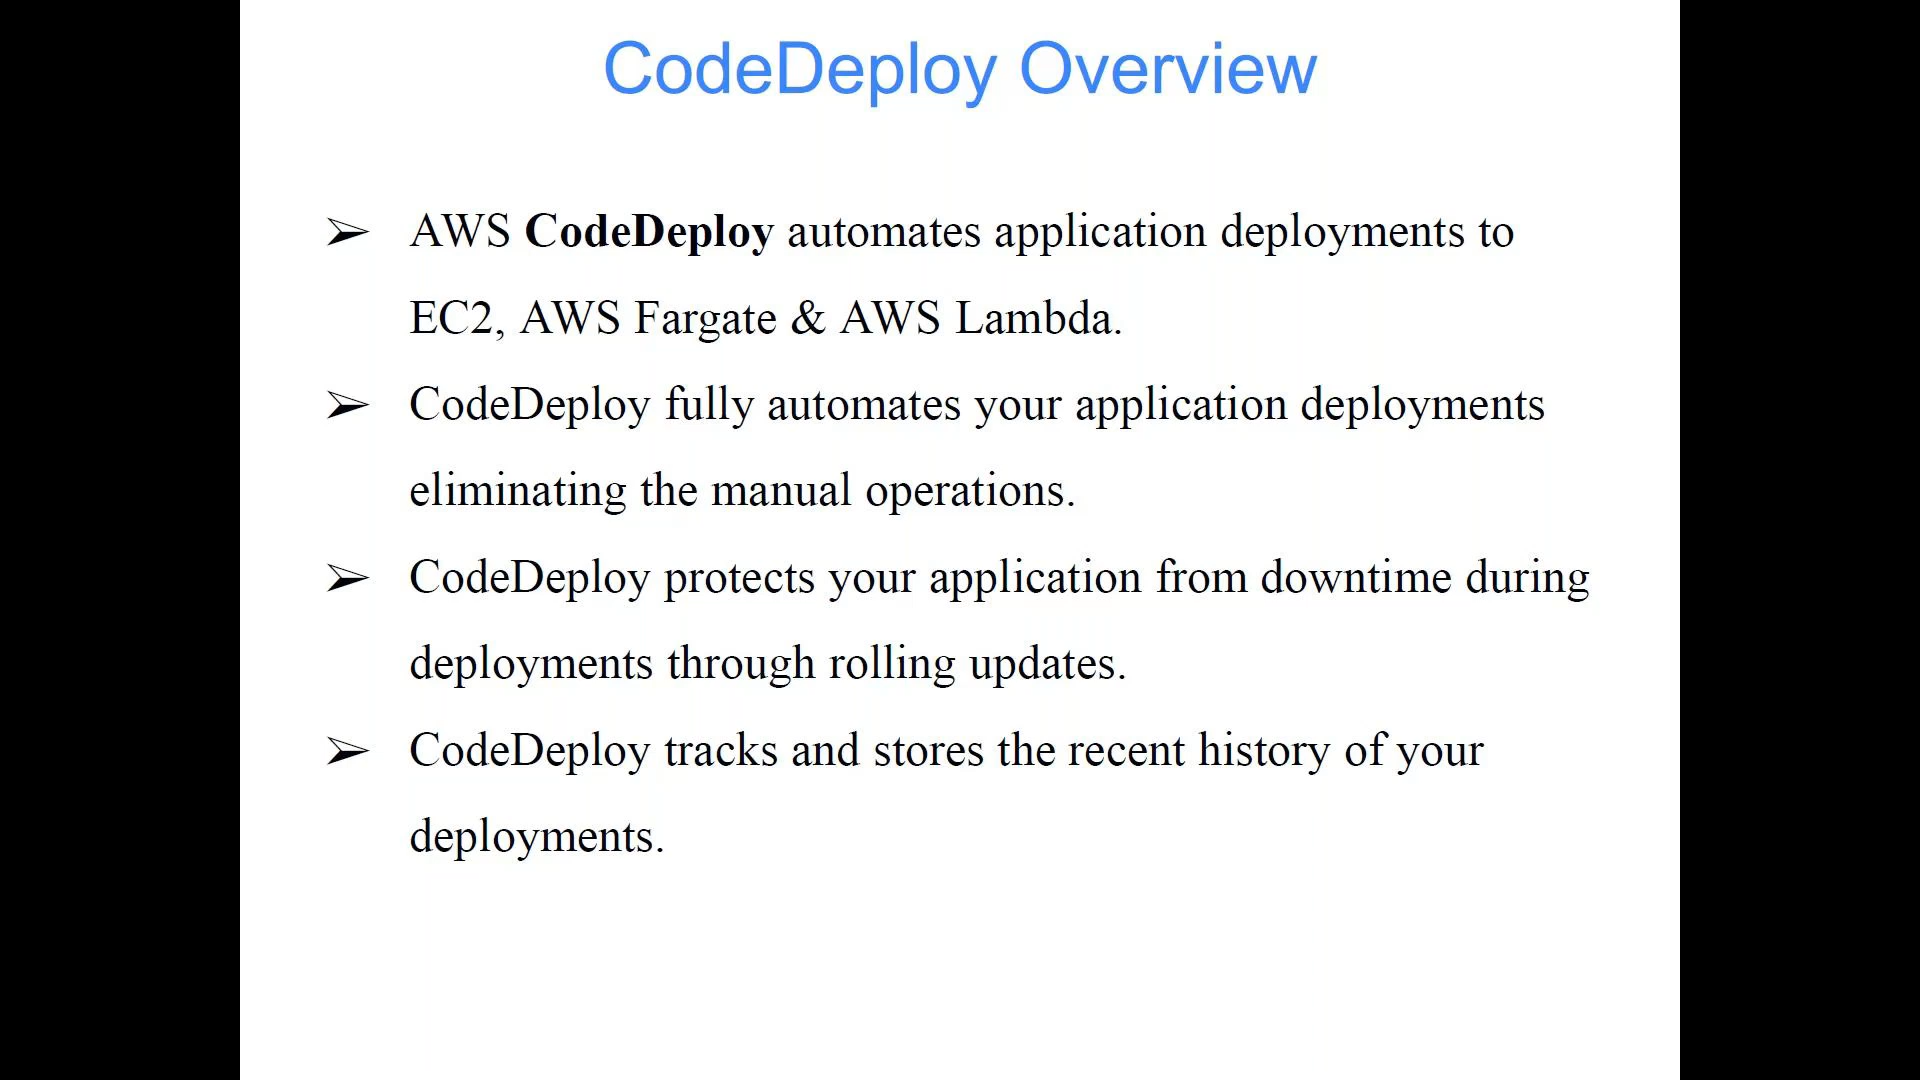 CodeDeploy Overview
➢ AWS CodeDeploy automates application deployments to
EC2, AWS Fargate & AWS Lambda.
➢ CodeDeploy fully automates your application deployments
eliminating the manual operations.
➢ CodeDeploy protects your application from downtime during
deployments through rolling updates.
➢ CodeDeploy tracks and stores the recent history of your
deployments.